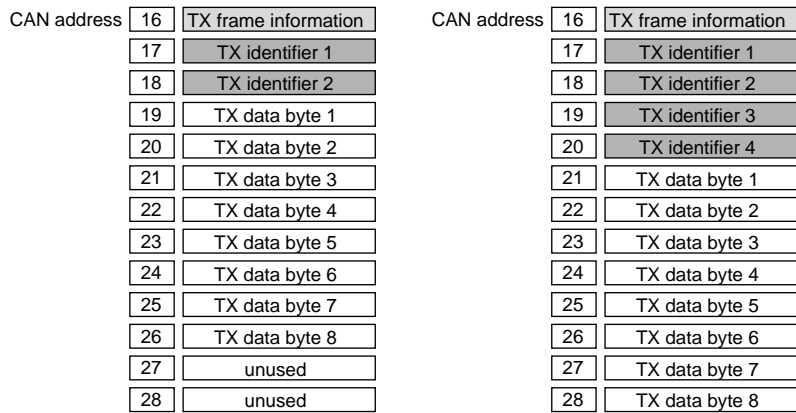 CAN address 16 TX frame information
17 TX identifier 1
18 TX identifier 2
19 TX data byte 1
20 TX data byte 2
21 TX data byte 3
22 TX data byte 4
23 TX data byte 5
24 TX data byte 6
25 TX data byte 7
26 TX data byte 8
27 unused
28 unused
CAN address 16 TX frame information
17 TX identifier 1
18 TX identifier 2
19 TX identifier 3
20 TX identifier 4
21 TX data byte 1
22 TX data byte 2
23 TX data byte 3
24 TX data byte 4
25 TX data byte 5
26 TX data byte 6
27 TX data byte 7
28 TX data byte 8